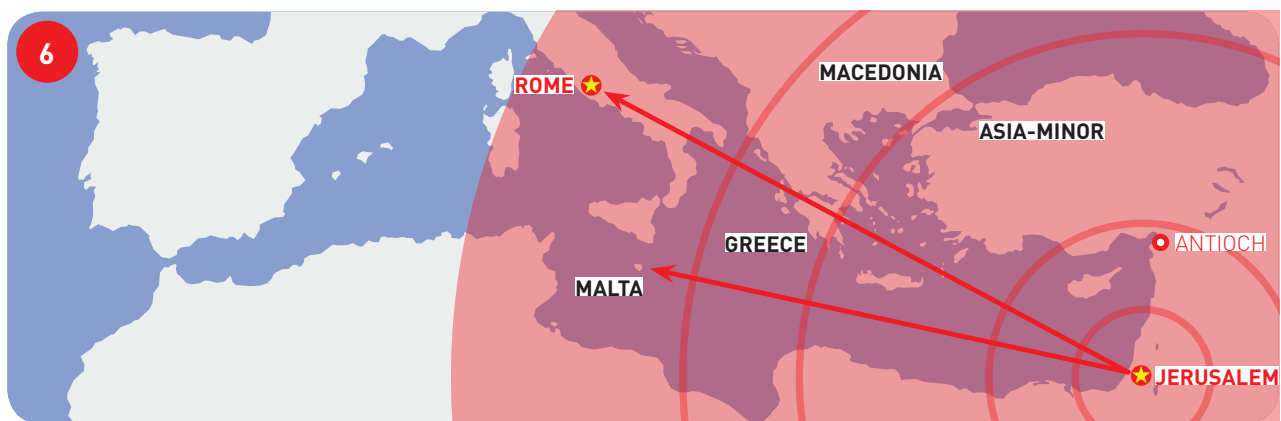 6
MACEDONIA
ROME
ASIA-MINOR
GREECE
ANTIOCH
MALTA
JERUSALEM